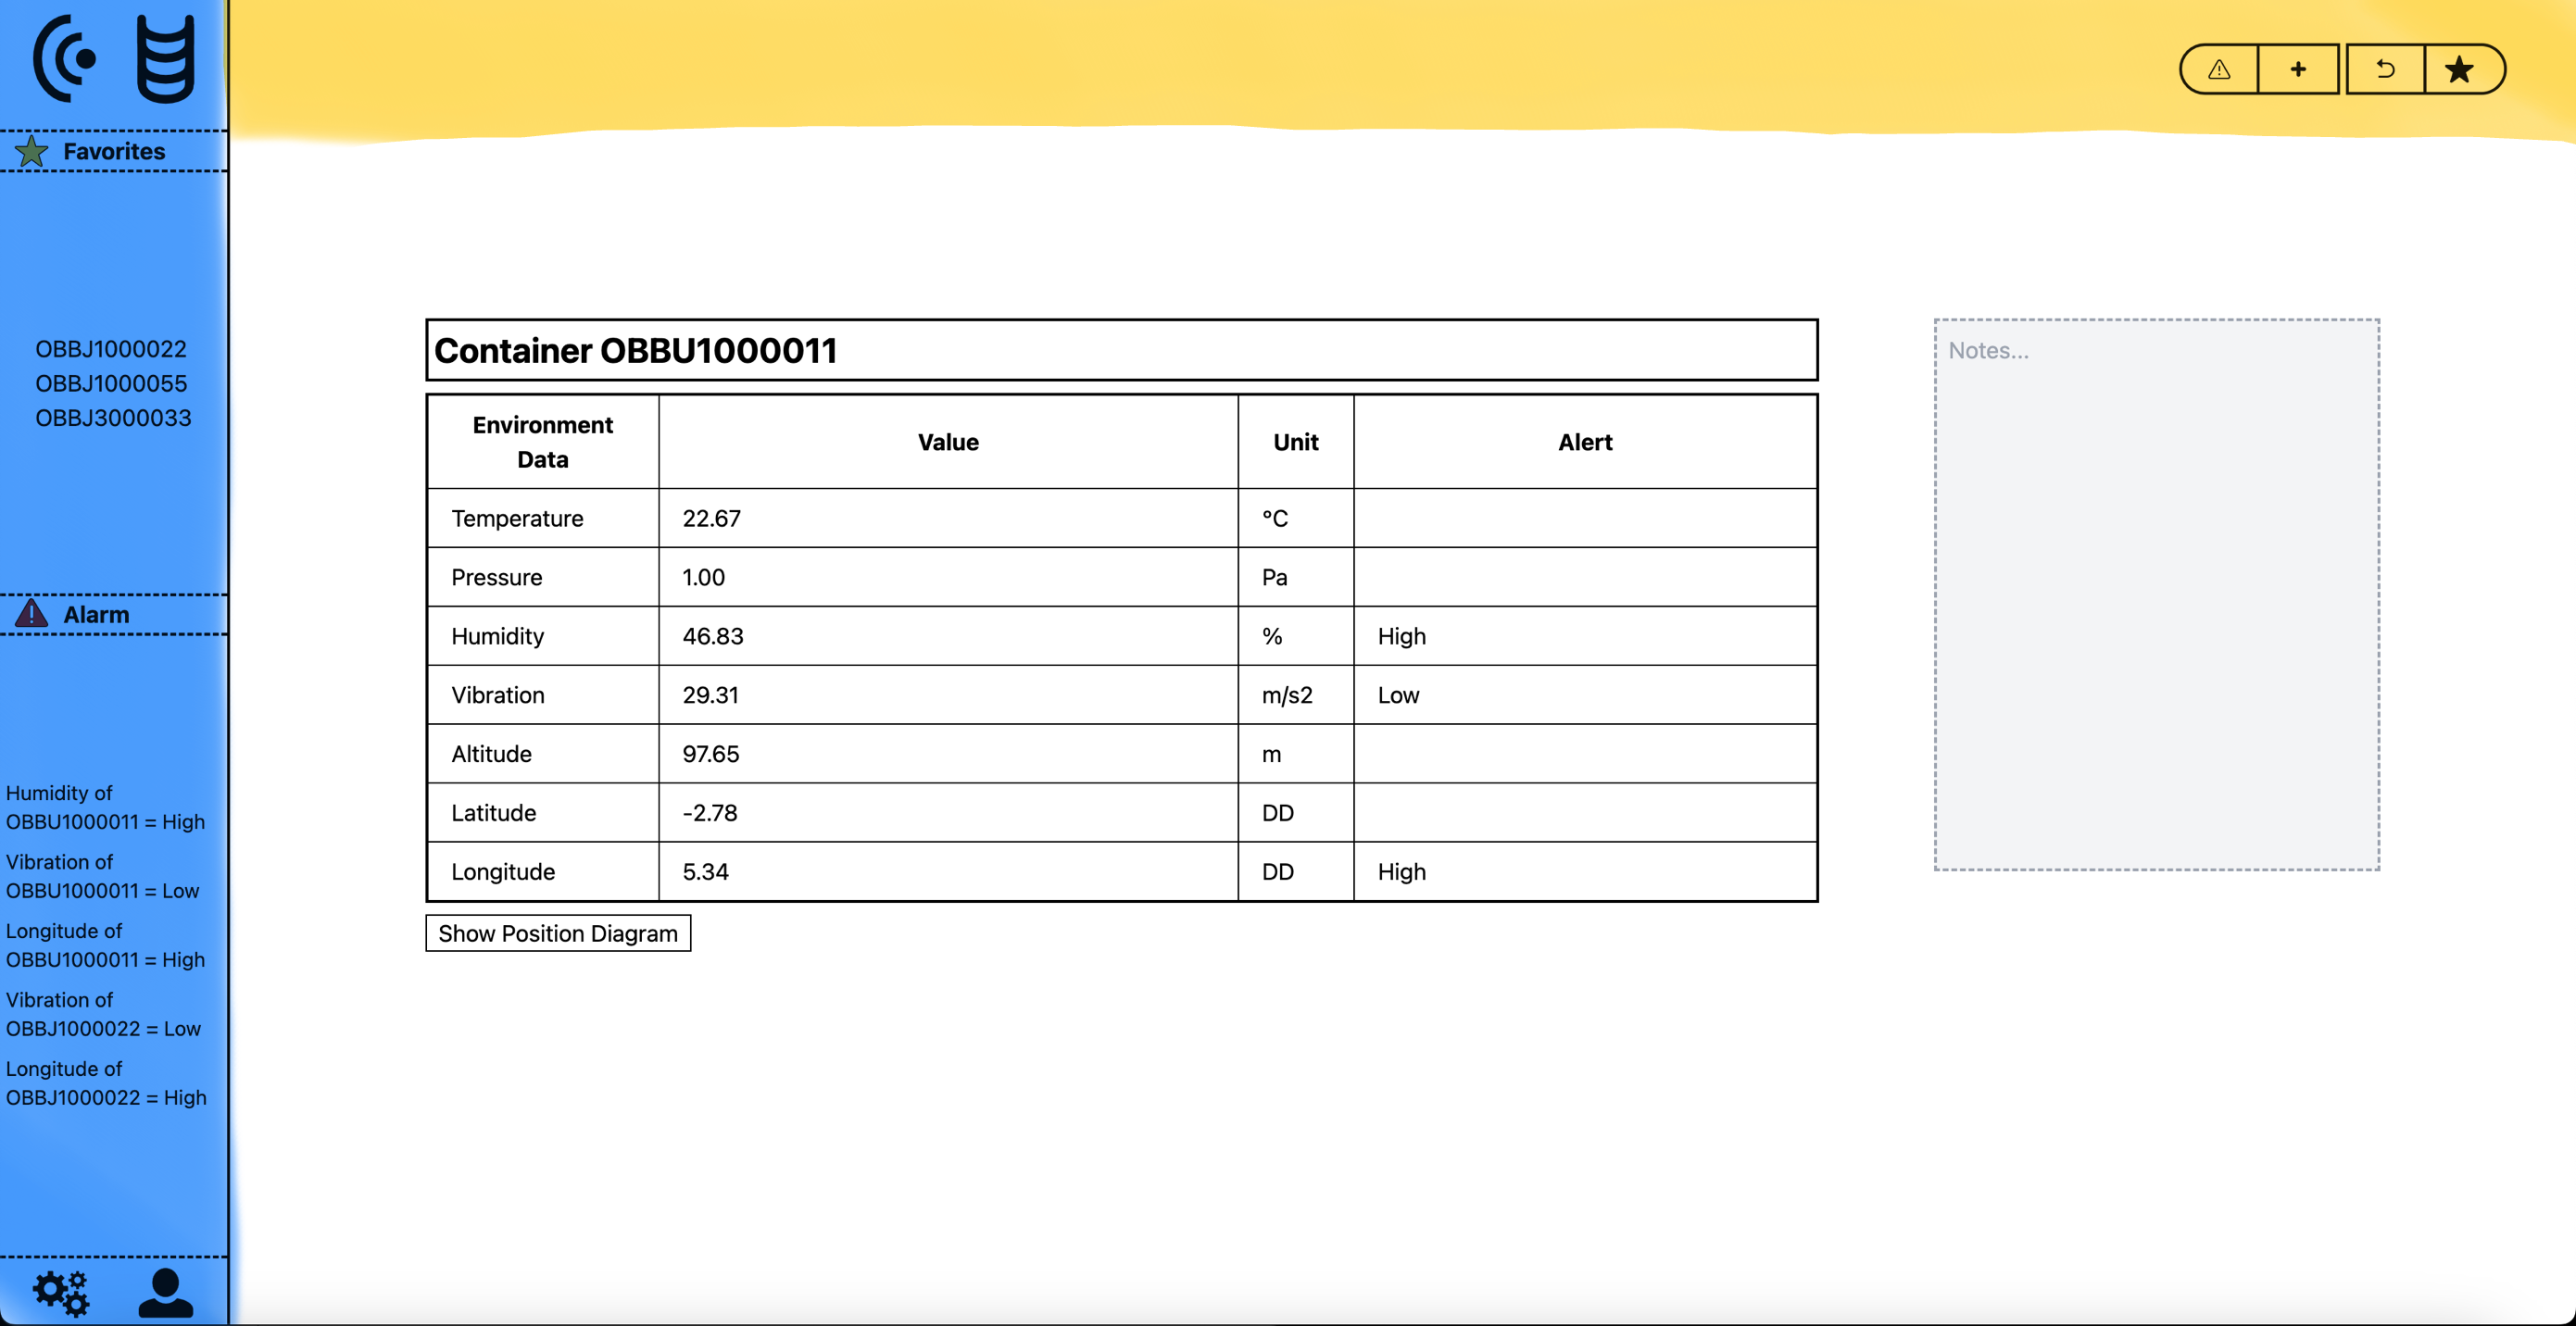 Favorites
OBBJ1000022
OBBJ1000055
OBBJ3000033
Alarm
Humidity of
OBBU1000011 = High
Vibration of
OBBU1000011 = Low
Longitude of
OBBU1000011 = High
Vibration of
OBBJ1000022 = Low
Longitude of
OBBJ1000022 = High
Container OBBU1000011
Environment
Data
Value
Unit
Alert
Temperature 22.67 °C
Pressure 1.00 Pa
Humidity 46.83 % High
Vibration 29.31 m/s2 Low
Altitude 97.65 m
Latitude -2.78 DD
Longitude 5.34 DD High
Show Position Diagram
Notes...